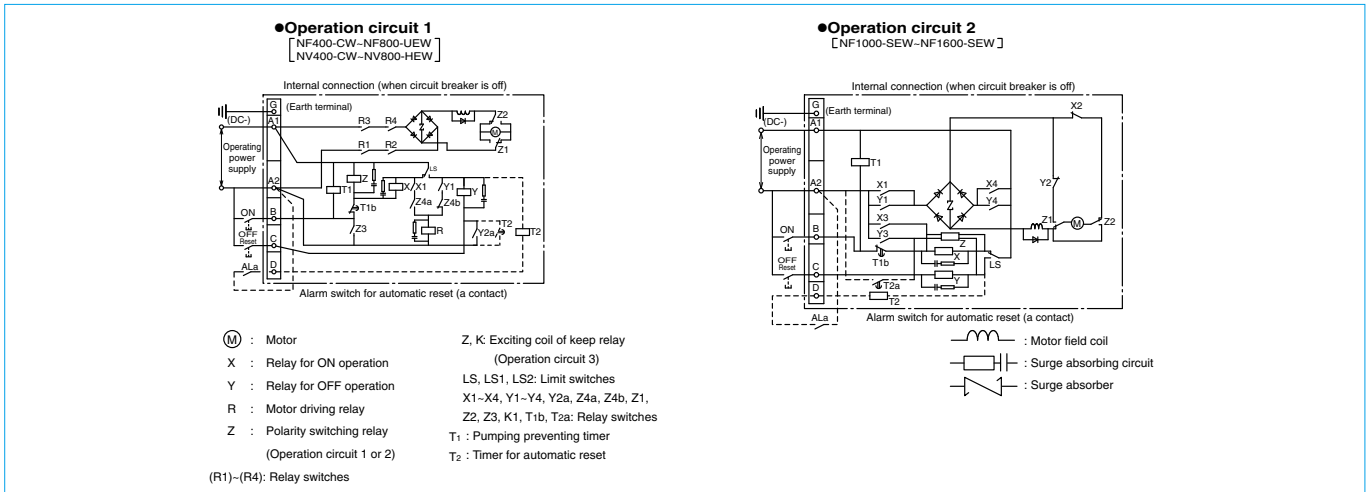 ●Operation circuit 1
NF400-CW~NF800-UEW
NV400-CW~NV800-HEW
Internal connection (when circuit breaker is off)
G
(Earth terminal)
(DC-)
A1
R3
R4
Z
Z2
M
Z1
R1
R2
Operating
power
supply
LS
A2
T1
Z
X
X1
Y1
Y
Z4a
Z4b
T1b
ON
B
Z3
R
Y2a
T2
T2
OFF
Reset
C
ALa
D
Alarm switch for automatic reset (a contact)
●Operation circuit 2
NF1000-SEW~NF1600-SEW
Internal connection (when circuit breaker is off)
G
(Earth terminal)
X2
(DC-)
A1
Operating
power
supply
T1
A2
X1
Y1
X3
Y3
Z
X4
Y4
Y2
Z1
M
Z2
ON
B
T1b
Z
X
LS
OFF
Reset
C
Y
T2a
D
T2
ALa
Alarm switch for automatic reset (a contact)
M : Motor
X : Relay for ON operation
Y : Relay for OFF operation
R : Motor driving relay
Z : Polarity switching relay
(Operation circuit 1 or 2)
(R1)~(R4): Relay switches
Z, K: Exciting coil of keep relay
(Operation circuit 3)
LS, LS1, LS2: Limit switches
X1~X4, Y1~Y4, Y2a, Z4a, Z4b, Z1,
Z2, Z3, K1, T1b, T2a: Relay switches
T1 : Pumping preventing timer
T2 : Timer for automatic reset
: Motor field coil
: Surge absorbing circuit
: Surge absorber